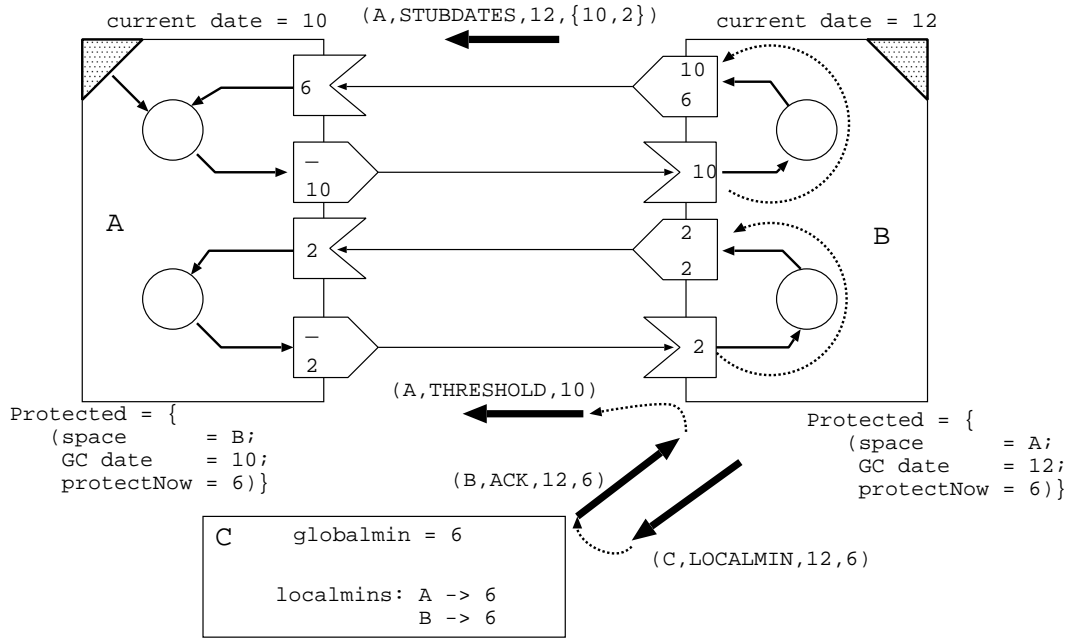 current date = 10
(A,STUBDATES,12,{10,2})
current date = 12
6
10
6
—
10
10
A
B
2
2
2
—
2
2
(A,THRESHOLD,10)
Protected = {
(space = B;
GC date = 10;
protectNow = 6)}
Protected = {
(space = A;
GC date = 12;
protectNow = 6)}
(B,ACK,12,6)
C
globalmin = 6
(C,LOCALMIN,12,6)
localmins: A -> 6
B -> 6